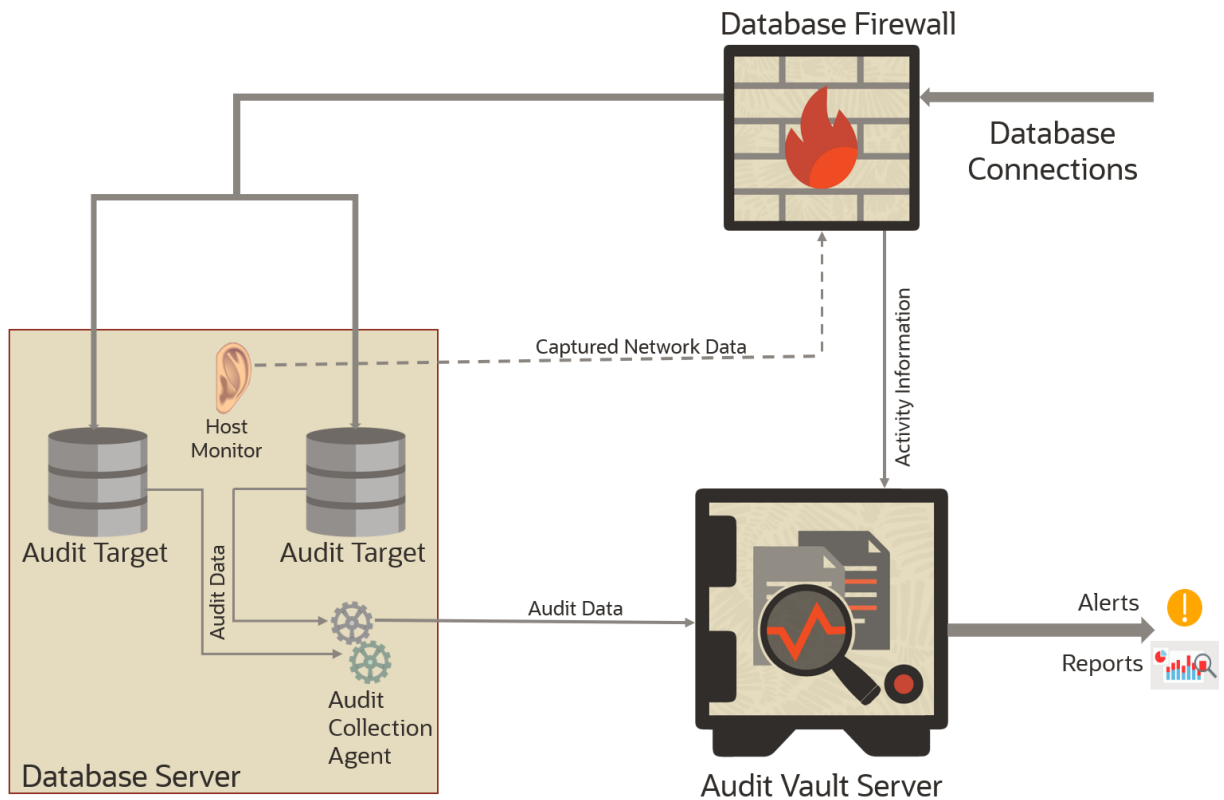 Database Firewall
Database
Connections
Captured Network Data
Activity Information
Host
Monitor
Audit Target
Audit Target
Audit Data
Audit Data
Alerts
Reports
Audit
Collection
Agent
Database Server
Audit Vault Server